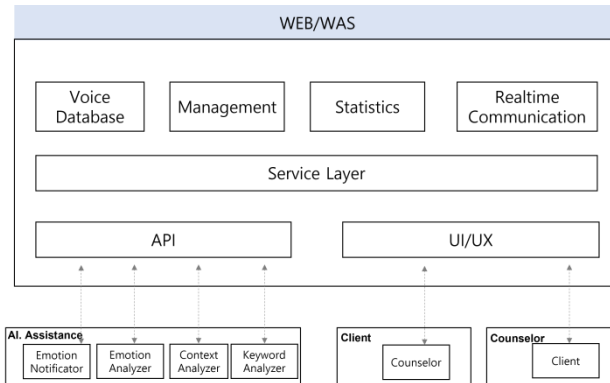 WEB/WAS
Voice
Database
Management
Statistics
Realtime
Communication
Service Layer
API
UI/UX
AI. Assistance
Emotion
Notificator
Emotion
Analyzer
Context
Analyzer
Keyword
Analyzer
Client
Counselor
Counselor
Client